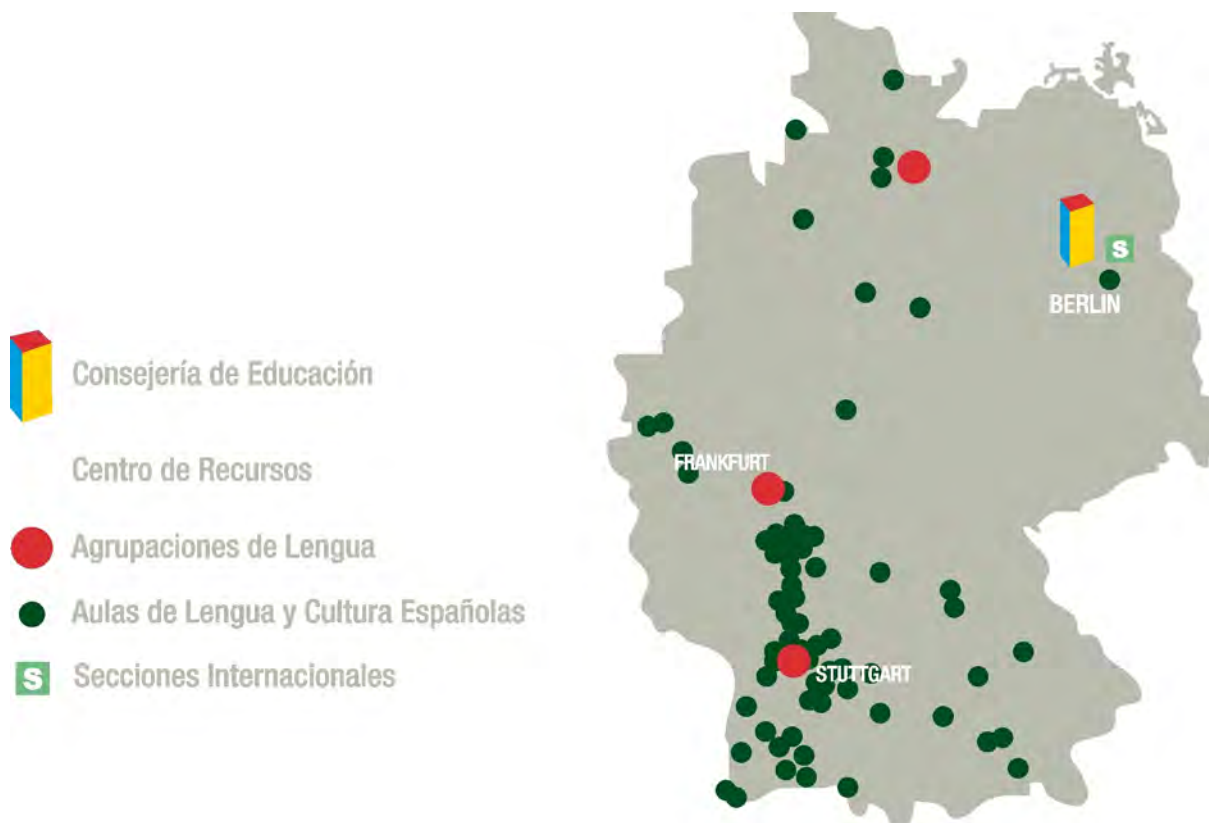 Consejería de Educación
Centro de Recursos
Agrupaciones de Lengua
Aulas de Lengua y Cultura Españolas
S Secciones Internacionales
S
BERLIN
FRANKFURT
STUTTGART